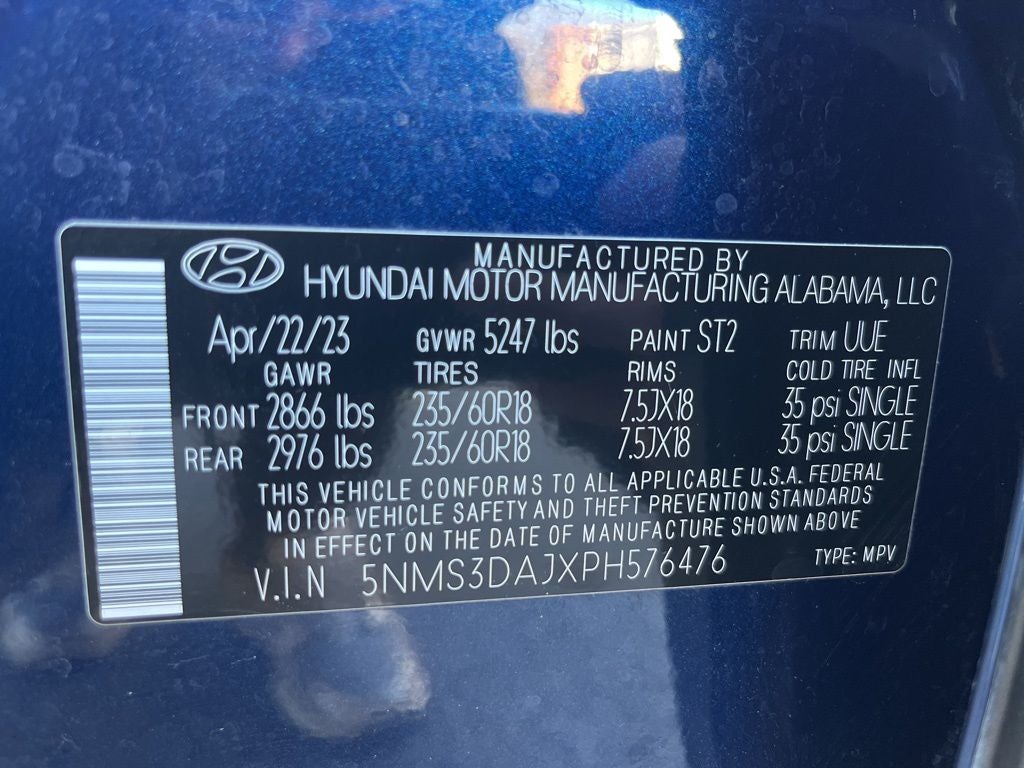 MANUFACTURED BY
HYUNDAI MOTOR MANUFACTURING ALABAMA, LLC
Apr/22/23 GVWR 5247 lbs PAINT ST2 TRIM UUE
GAWR TIRES RIMS COLD TIRE INFL
FRONT 2866 lbs 235/60R18 7.5JX18 35 psi SINGLE
REAR 2976 lbs 235/60R18 7.5JX18 35 psi SINGLE
THIS VEHICLE CONFORMS TO ALL APPLICABLE U.S.A. FEDERAL
MOTOR VEHICLE SAFETY AND THEFT PREVENTION STANDARDS
IN EFFECT ON THE DATE OF MANUFACTURE SHOWN ABOVE
V.I.N 5NMS3DAJXPH576476 TYPE: MPV